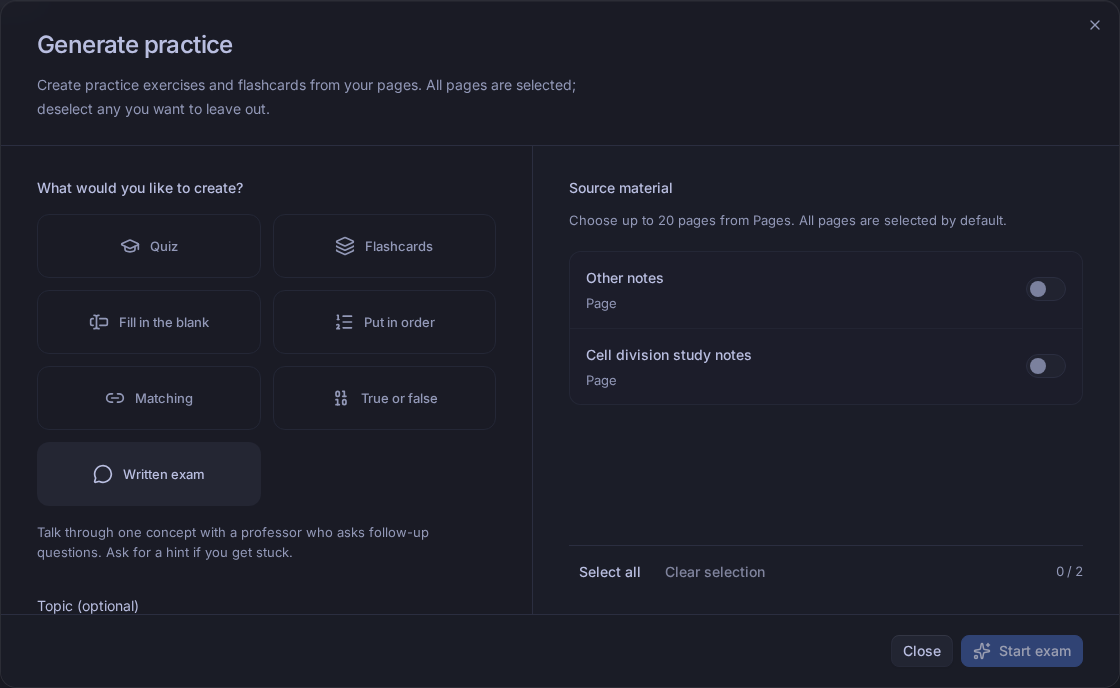 Generate practice
Create practice exercises and flashcards from your pages. All pages are selected;
deselect any you want to leave out.
What would you like to create?
Quiz
Flashcards
Fill in the blank
Put in order
Matching
True or false
Written exam
Talk through one concept with a professor who asks follow-up
questions. Ask for a hint if you get stuck.
Topic (optional)
Source material
Choose up to 20 pages from Pages. All pages are selected by default.
Other notes
Page
Cell division study notes
Page
Select all
Clear selection
0 / 2
Close
Start exam